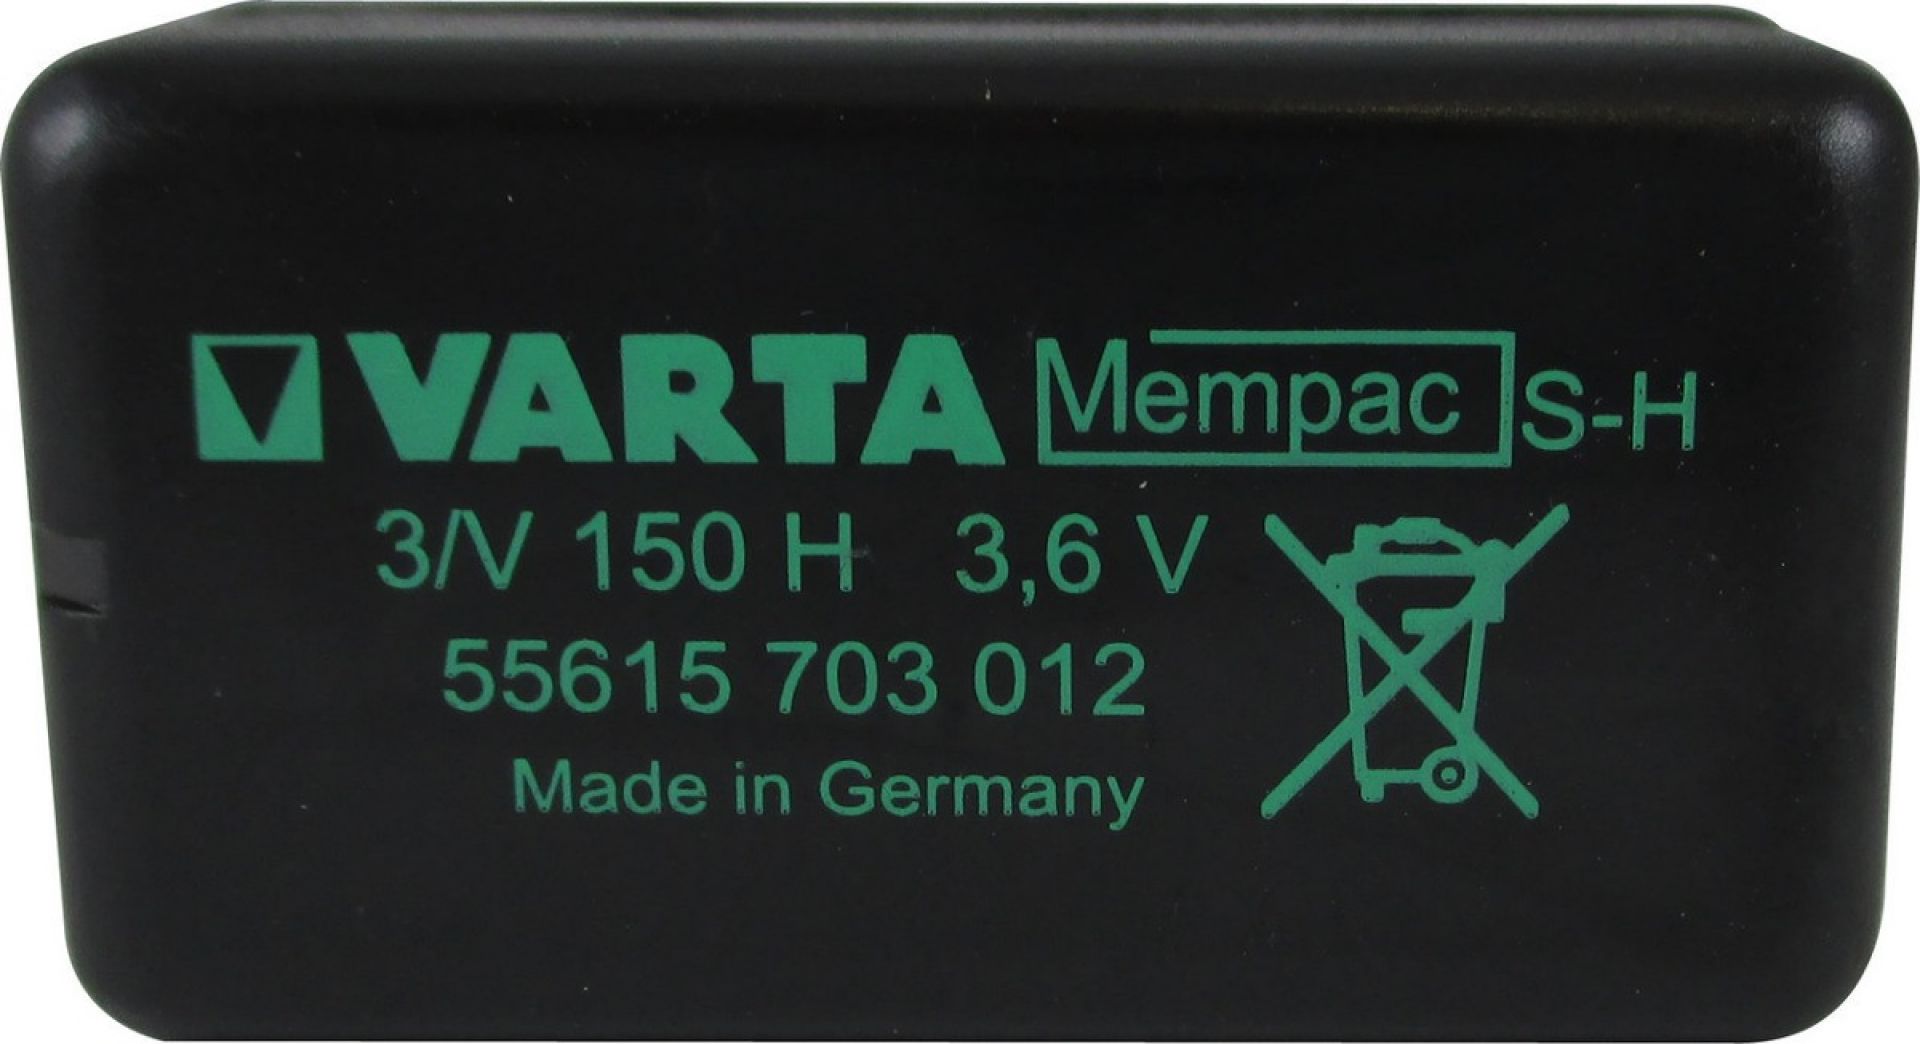 VARTA Mempac S-H
3/V 150 H 3,6 V
55615 703 012
Made in Germany